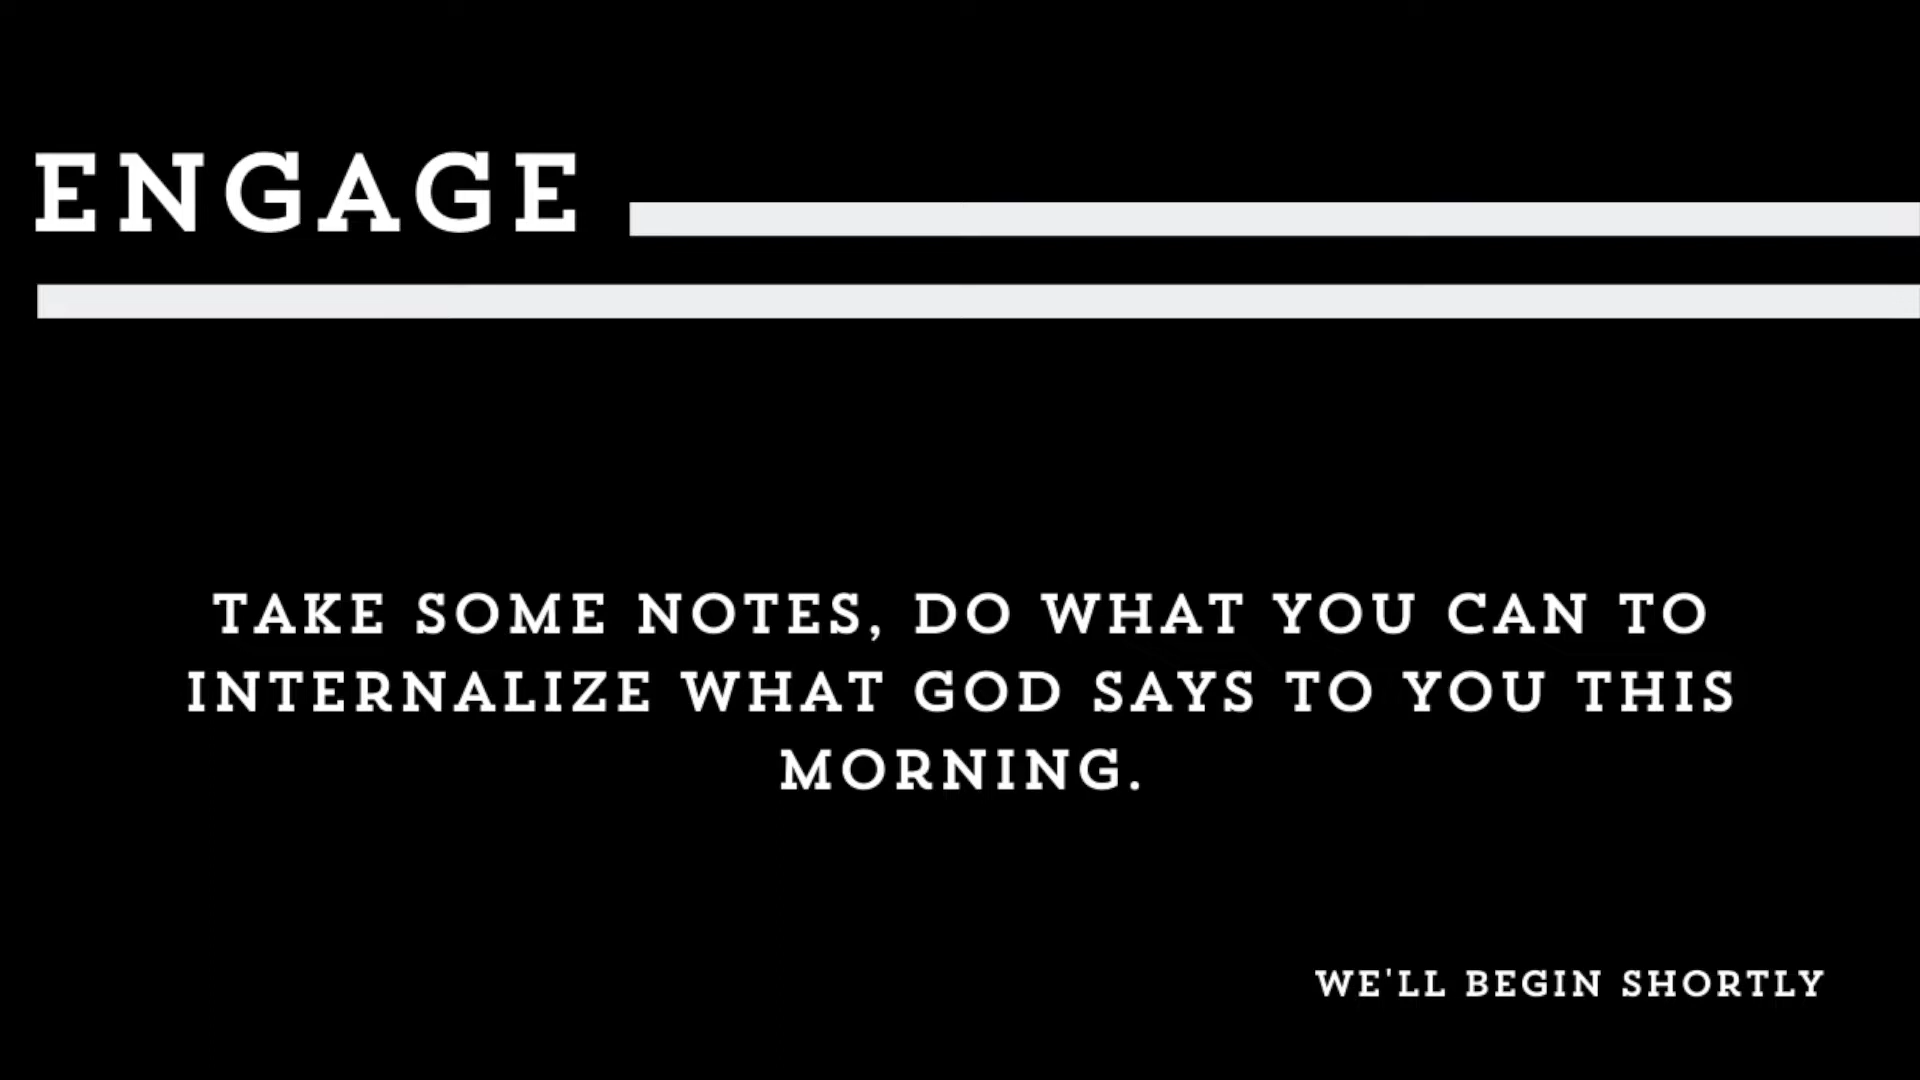 ENGAGE
TAKE SOME NOTES, DO WHAT YOU CAN TO
INTERNALIZE WHAT GOD SAYS TO YOU THIS
MORNING.
WE'LL BEGIN SHORTLY